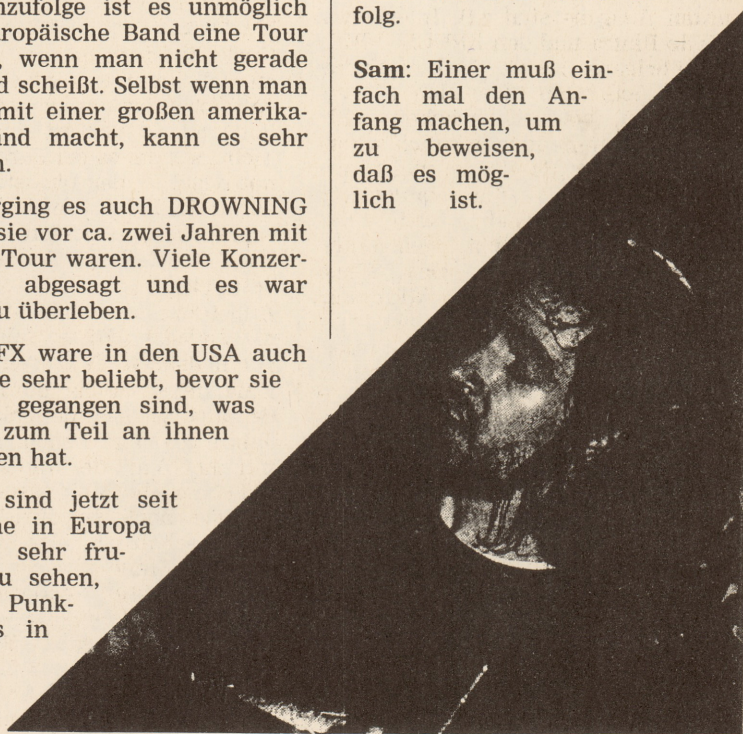 nzufolge ist es unmöglich
ropäische Band eine Tour
, wenn man nicht gerade
d scheißt. Selbst wenn man
mit einer großen amerika-
and macht, kann es sehr
n.
rging es auch DROWNING
sie vor ca. zwei Jahren mit
Tour waren. Viele Konzer-
abgesagt und es war
u überleben.
FX ware in den USA auch
e sehr beliebt, bevor sie
gegangen sind, was
zum Teil an ihnen
en hat.
sind jetzt seit
ne in Europa
sehr fru-
u sehen,
Punk-
s in
folg.
Sam: Einer muß ein-
fach mal den An-
fang machen, um
zu beweisen,
daß es mög-
lich ist.